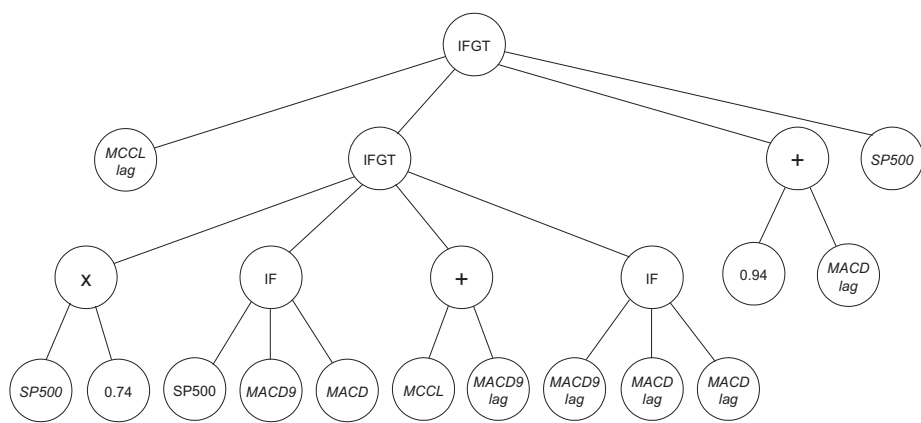 IFGT
MCCL
lag
IFGT
+
SP500
x
IF
+
IF
0.94
MACD
lag
SP500
0.74
SP500
MACD9
MACD
MCCL
MACD9
lag
MACD9
lag
MACD
lag
MACD
lag